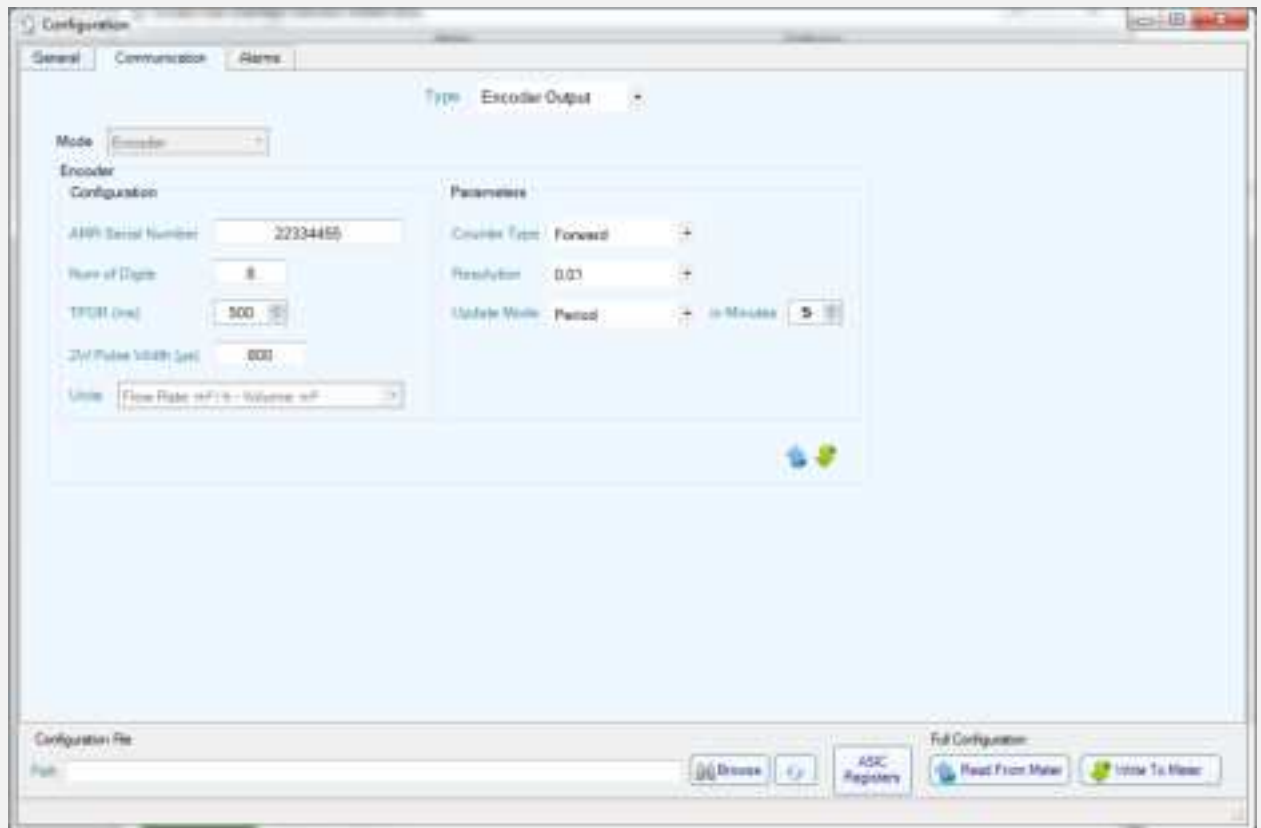 Configuration
General Communication Alarms
Type Encoder Output
Mode Encoder
Encoder
Configuration
Parameters
AMR Serial Number 22334455
Counter Type Forward
Num of Digits 8
Resolution 0.01
TPOR (ms) 500
Update Mode Period in Minutes 5
2W Pulse Width (µs) 800
Units Flow Rate: m³/h - Volume: m³
Configuration File
Full Configuration
Path
Browse
ASIC Registers
Read From Meter
Write To Meter